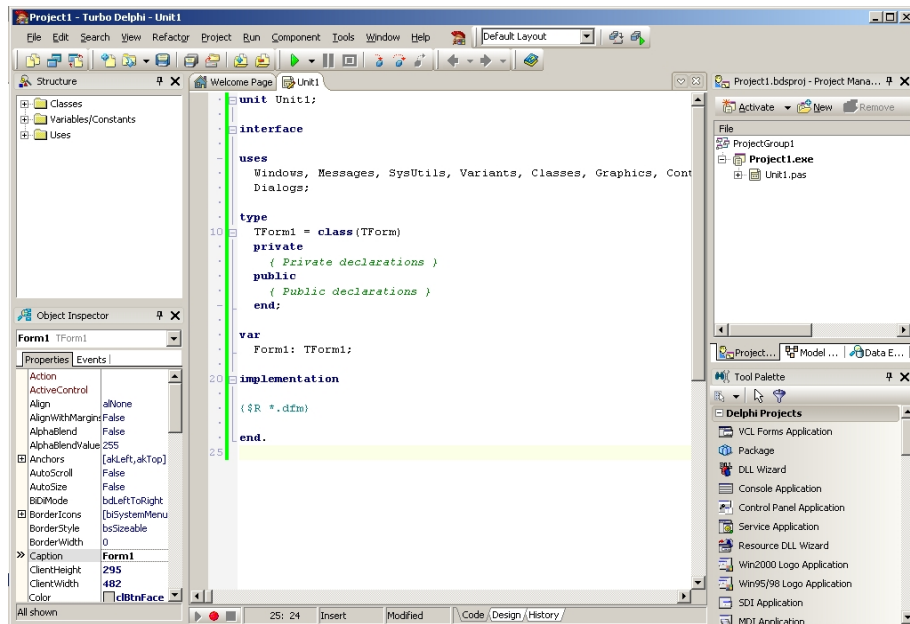 Project1 - Turbo Delphi - Unit1
File Edit Search View Refactor Project Run Component Tools Window Help Default Layout
Structure
Classes
Variables/Constants
Uses
Welcome Page Unit1
unit Unit1;
interface
uses
Windows, Messages, SysUtils, Variants, Classes, Graphics, Cont
Dialogs;
type
10 TForm1 = class(TForm)
private
{ Private declarations }
public
{ Public declarations }
end;
var
Form1: TForm1;
20 implementation
{$R *.dfm}
end.
25
Object Inspector
Form1 TForm1
Properties Events
Action
ActiveControl
Align alNone
AlignWithMargins False
AlphaBlend False
AlphaBlendValue 255
Anchors [akLeft,akTop]
AutoScroll False
AutoSize False
BiDiMode bdLeftToRight
BorderIcons [biSystemMenu
BorderStyle bsSizeable
BorderWidth 0
Caption Form1
ClientHeight 295
ClientWidth 482
Color clBtnFace
All shown
25: 24 Insert Modified Code Design History
Project1.bdsproj - Project Mana...
Activate New Remove
File
ProjectGroup1
Project1.exe
Unit1.pas
Project... Model ... Data E...
Tool Palette
Delphi Projects
VCL Forms Application
Package
DLL Wizard
Console Application
Control Panel Application
Service Application
Resource DLL Wizard
Win2000 Logo Application
Win95/98 Logo Application
SDI Application
MDI Application